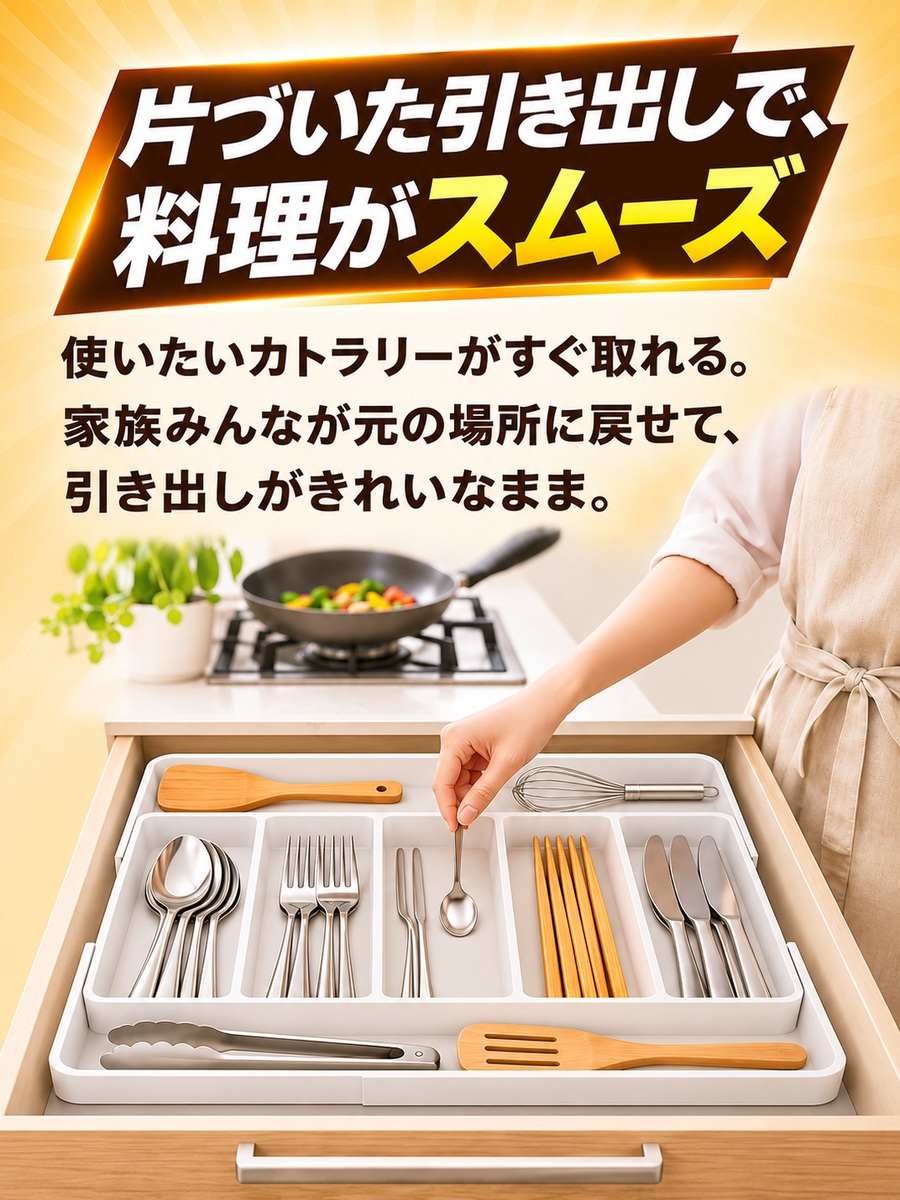 片づいた引き出しで、
料理がスムーズ
使いたいカトラリーがすぐ取れる。
家族みんなが元の場所に戻せて、
引き出しがきれいなまま。